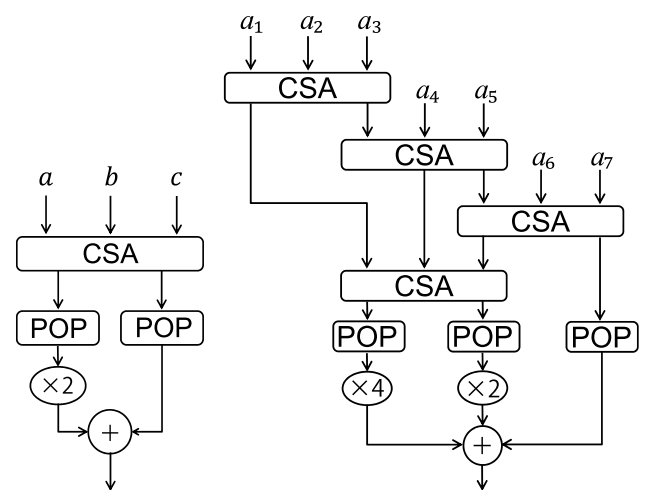 a₁ a₂ a₃
CSA
a₄ a₅
CSA
a₆ a₇
CSA
CSA
POP POP POP
×4 ×2
+
a b c
CSA
POP POP
×2
+